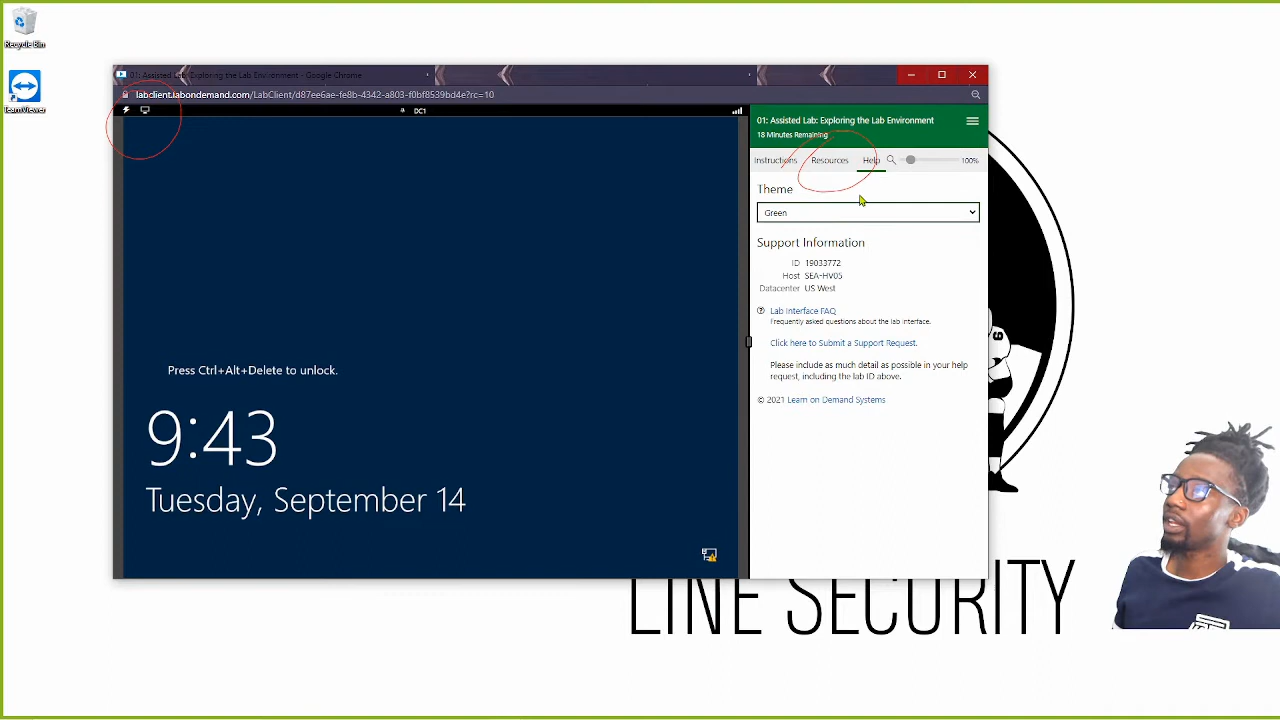 Recycle Bin
TeamViewer
01: Assisted Lab: Exploring the Lab Environment - Google Chrome
labclient.labondemand.com/LabClient/d87ee6ae-fe8b-4342-a803-f0bf8539bd4e?rc=10
DC1
Press Ctrl+Alt+Delete to unlock.
9:43
Tuesday, September 14
01: Assisted Lab: Exploring the Lab Environment
18 Minutes Remaining
Instructions Resources Help 100%
Theme
Green
Support Information
ID 19033772
Host SEA-HV05
Datacenter US West
Lab Interface FAQ
Frequently asked questions about the lab interface.
Click here to Submit a Support Request.
Please include as much detail as possible in your help
request, including the lab ID above.
© 2021 Learn on Demand Systems
LINE SECURITY